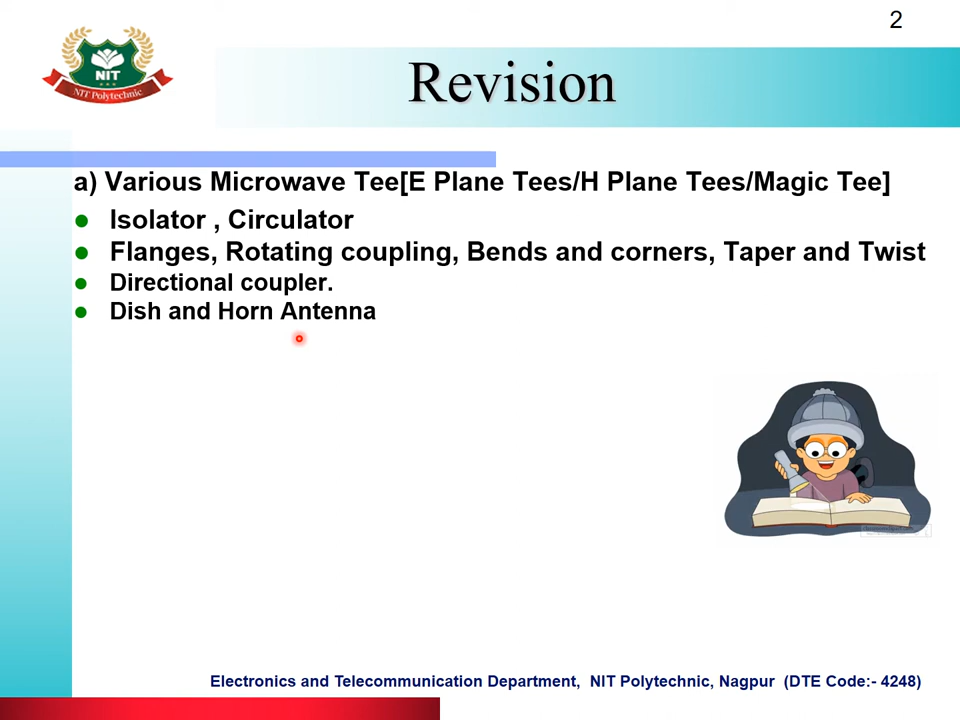 2
NIT
NIT Polytechnic
Revision
a) Various Microwave Tee[E Plane Tees/H Plane Tees/Magic Tee]
Isolator , Circulator
Flanges, Rotating coupling, Bends and corners, Taper and Twist
Directional coupler.
Dish and Horn Antenna
Electronics and Telecommunication Department, NIT Polytechnic, Nagpur (DTE Code:- 4248)